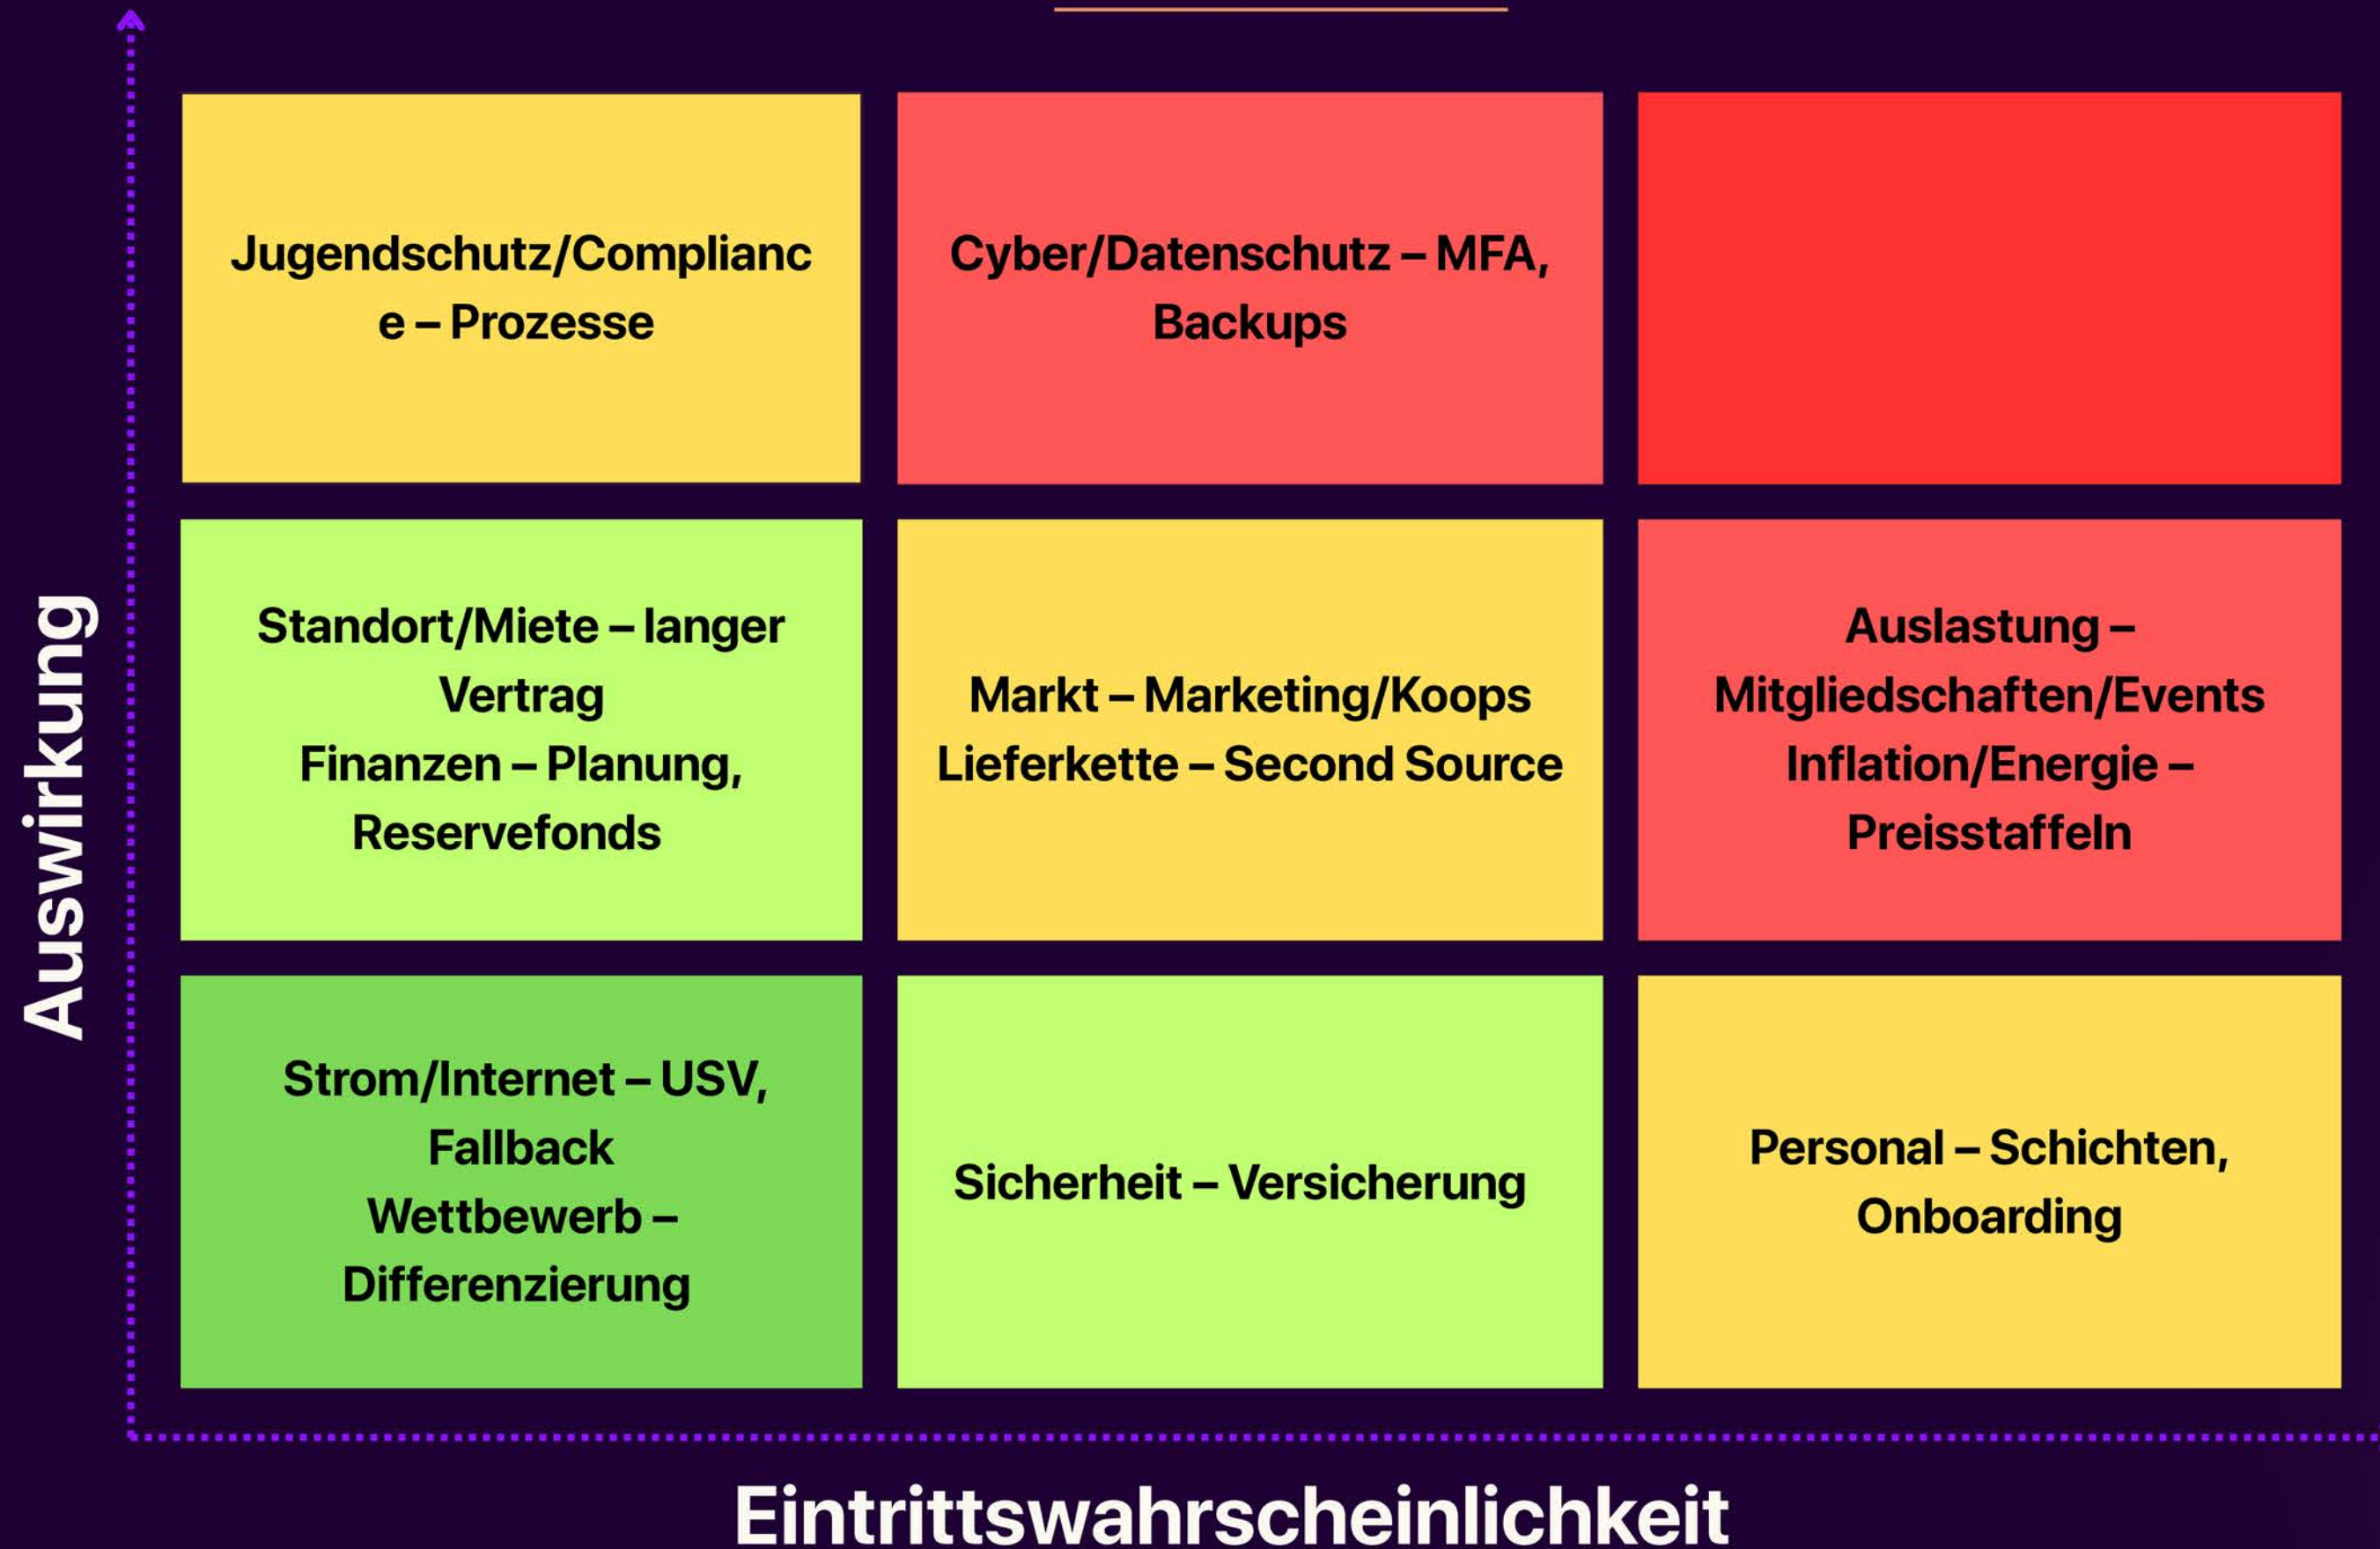 Jugendschutz/Complianc
e – Prozesse
Cyber/Datenschutz – MFA,
Backups
Auswirkung
Standort/Miete – langer
Vertrag
Finanzen – Planung,
Reservefonds
Markt – Marketing/Koops
Lieferkette – Second Source
Auslastung –
Mitgliedschaften/Events
Inflation/Energie –
Preisstaffeln
Strom/Internet – USV,
Fallback
Wettbewerb –
Differenzierung
Sicherheit – Versicherung
Personal – Schichten,
Onboarding
Eintrittswahrscheinlichkeit